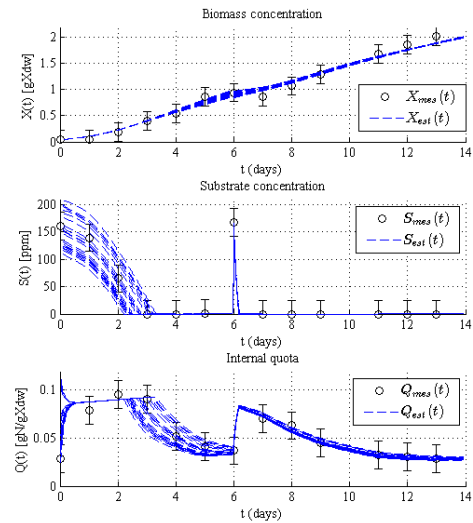 Biomass concentration
X(t) [gXdw]
2
1.5
1
0.5
0
0 2 4 6 8 10 12 14
t (days)
X_mes(t)
X_est(t)
Substrate concentration
S(t) [ppm]
200
150
100
50
0
0 2 4 6 8 10 12 14
t (days)
S_mes(t)
S_est(t)
Internal quota
Q(t) [gN/gXdw]
0.1
0.05
0
0 2 4 6 8 10 12 14
t (days)
Q_mes(t)
Q_est(t)